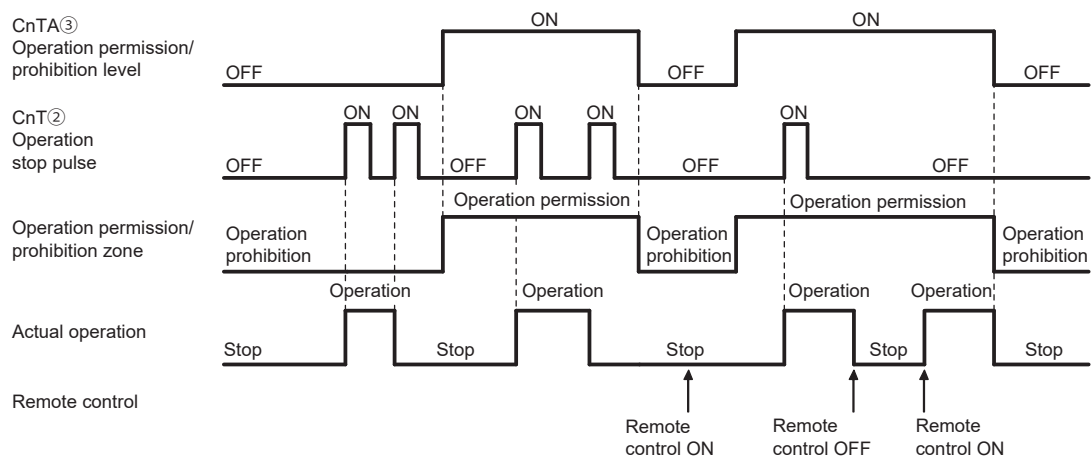 CnTA③
Operation permission/
prohibition level
OFF
ON
OFF
ON
OFF
CnT②
Operation
stop pulse
OFF
ON
ON
OFF
ON
ON
OFF
ON
OFF
Operation permission/
prohibition zone
Operation
prohibition
Operation permission
Operation
prohibition
Operation permission
Operation
prohibition
Actual operation
Stop
Operation
Stop
Operation
Stop
Operation
Stop
Operation
Stop
Remote control
Remote
control ON
Remote
control OFF
Remote
control ON